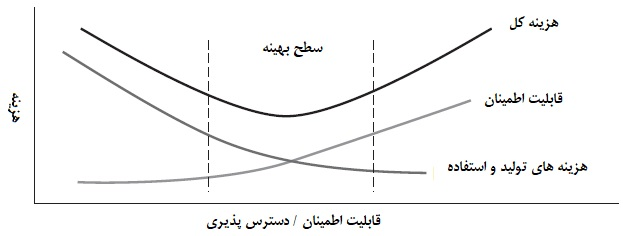 هزینه کل
سطح بهینه
قابلیت اطمینان
هزینه
هزینه های تولید و استفاده
قابلیت اطمینان / دسترس پذیری